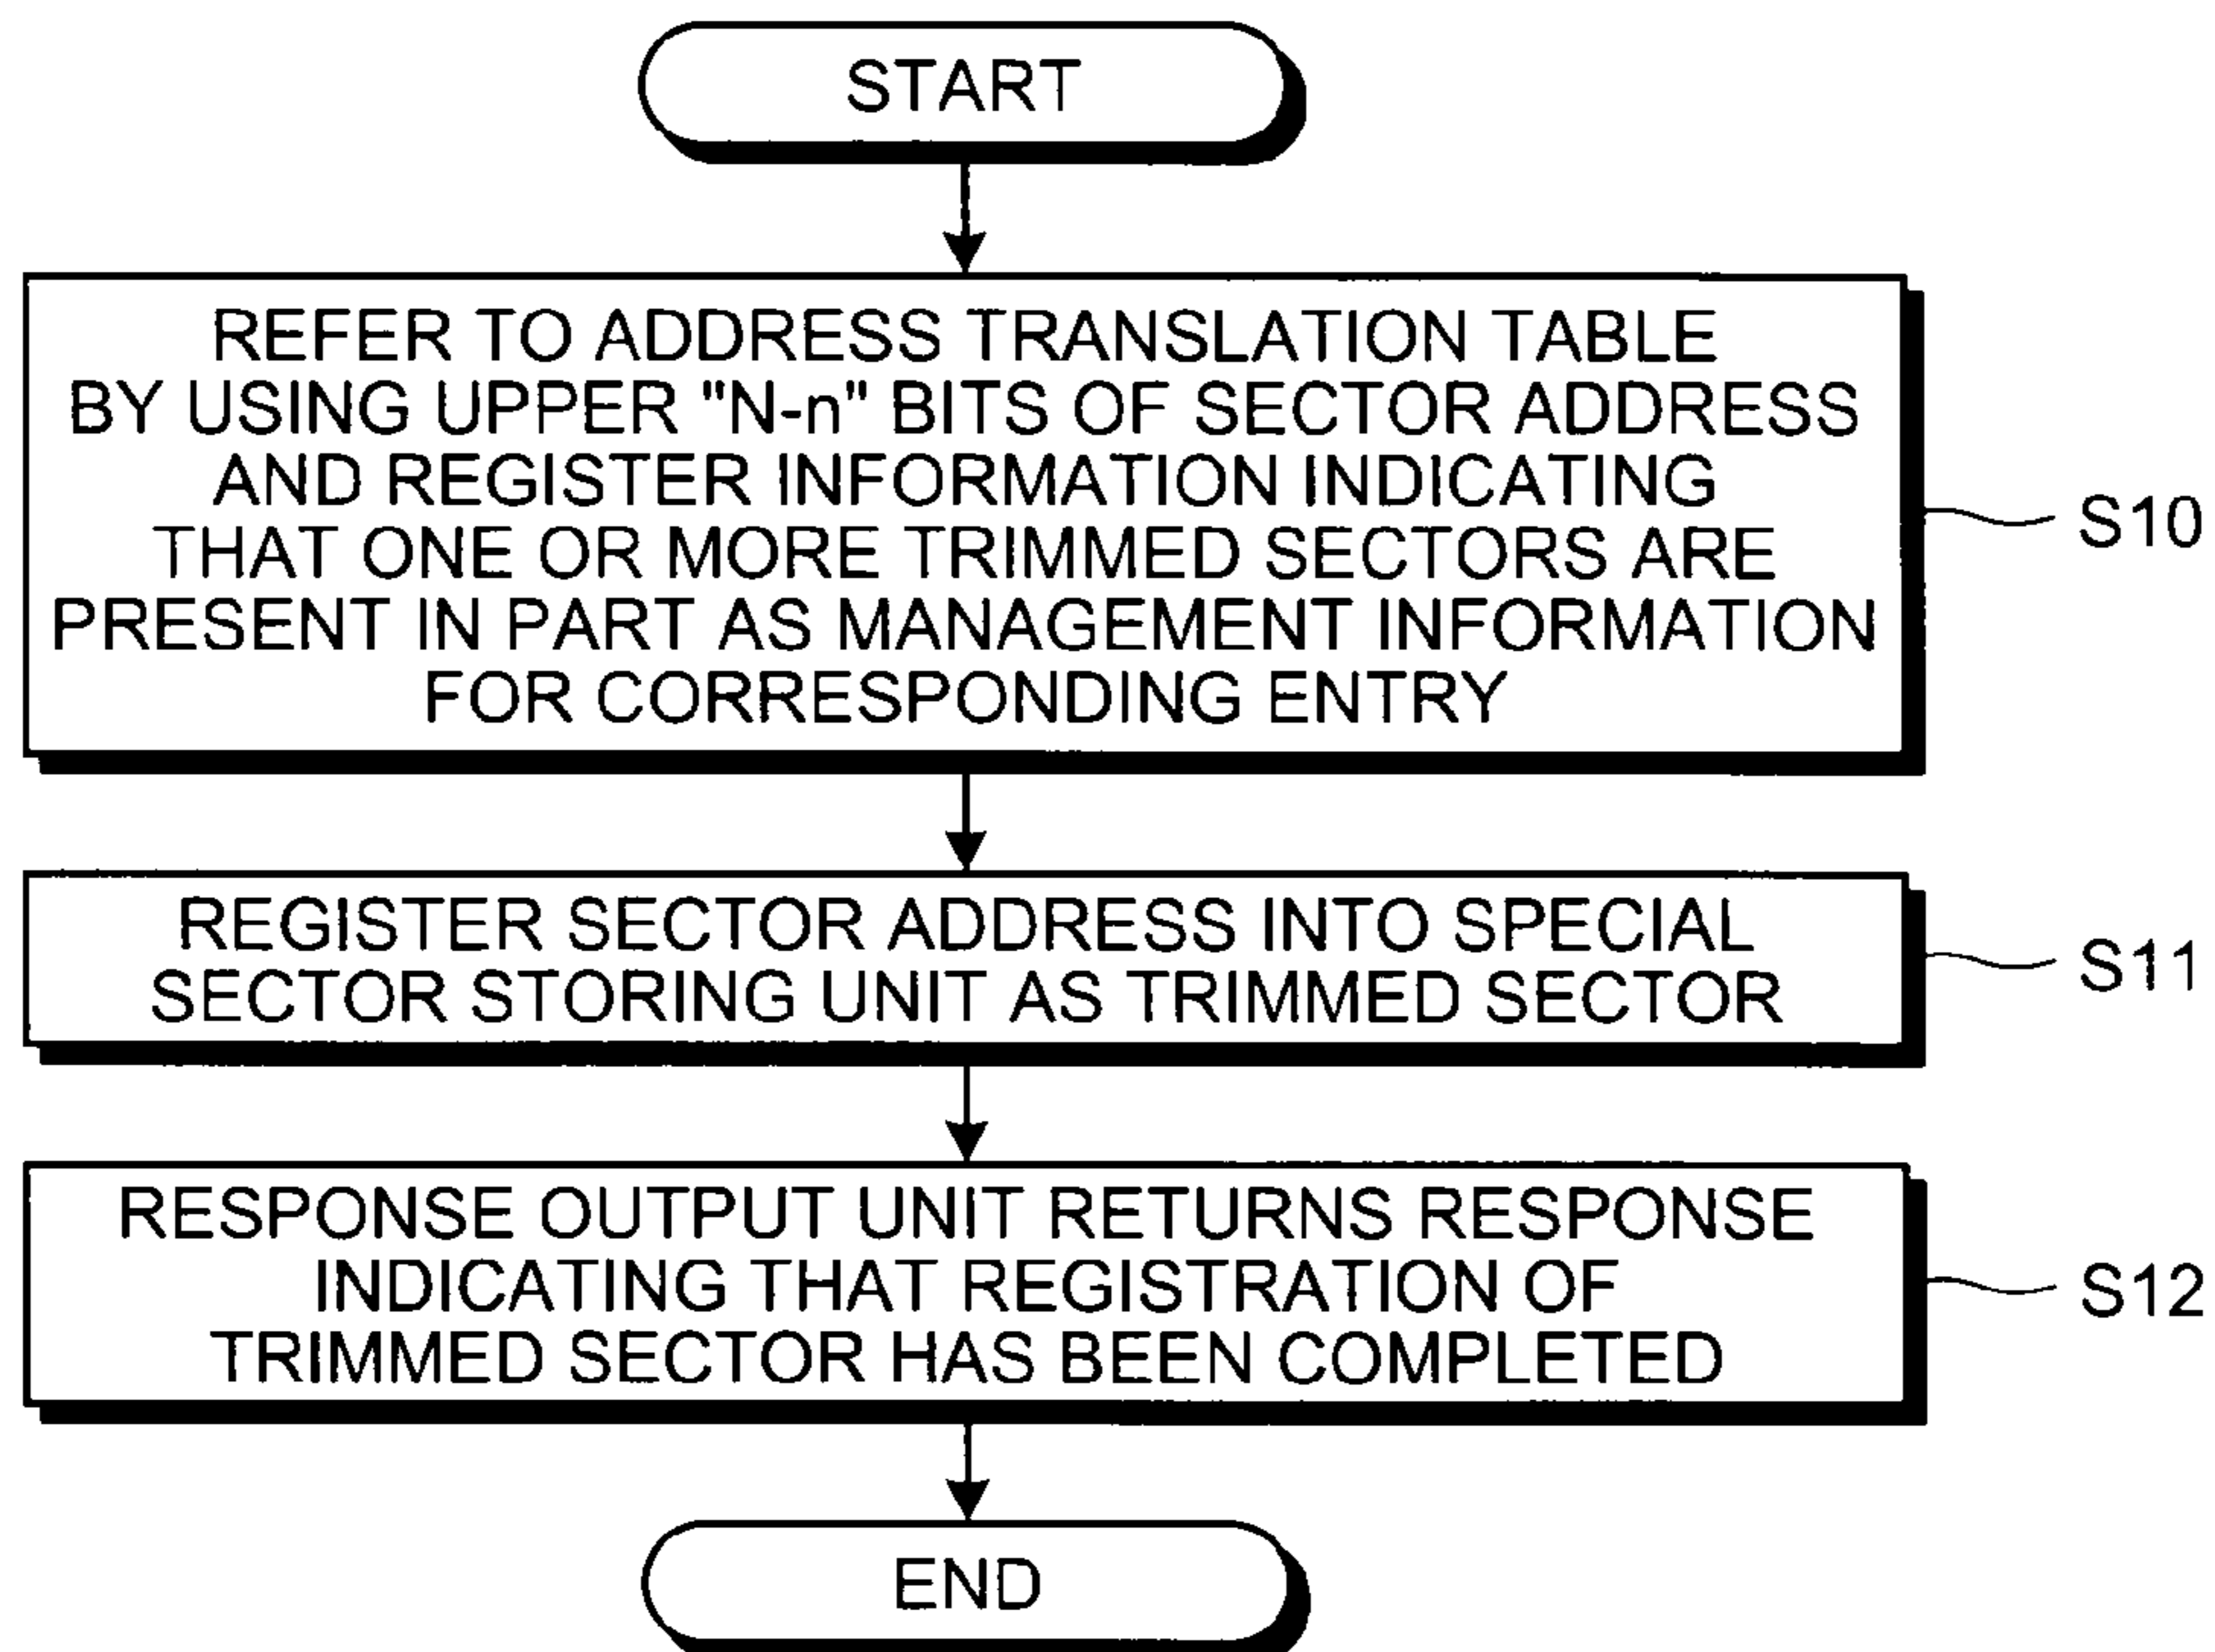 START
REFER TO ADDRESS TRANSLATION TABLE
BY USING UPPER "N-n" BITS OF SECTOR ADDRESS
AND REGISTER INFORMATION INDICATING
THAT ONE OR MORE TRIMMED SECTORS ARE
PRESENT IN PART AS MANAGEMENT INFORMATION
FOR CORRESPONDING ENTRY
S10
REGISTER SECTOR ADDRESS INTO SPECIAL
SECTOR STORING UNIT AS TRIMMED SECTOR
S11
RESPONSE OUTPUT UNIT RETURNS RESPONSE
INDICATING THAT REGISTRATION OF
TRIMMED SECTOR HAS BEEN COMPLETED
S12
END